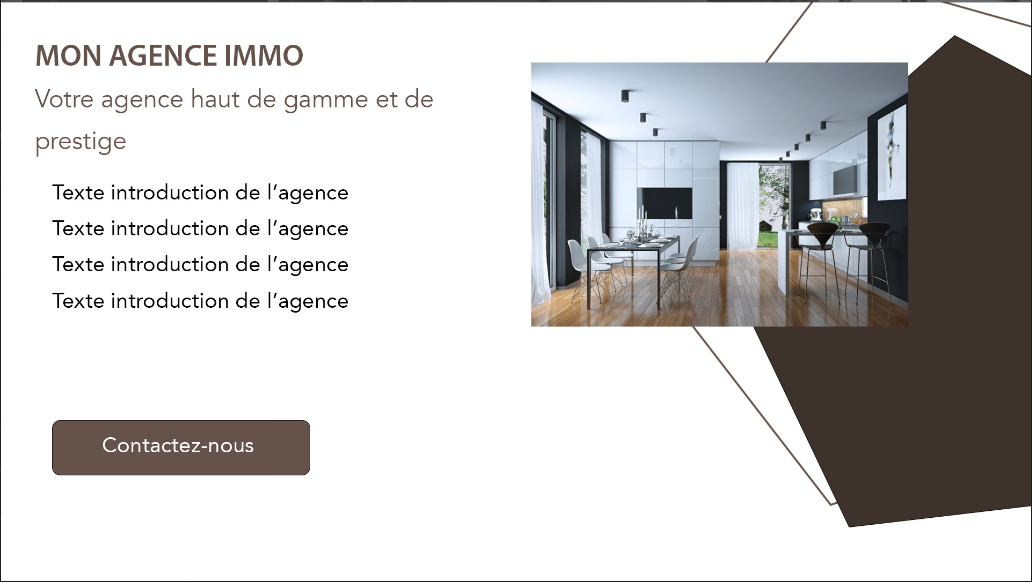 MON AGENCE IMMO
Votre agence haut de gamme et de
prestige
Texte introduction de l’agence
Texte introduction de l’agence
Texte introduction de l’agence
Texte introduction de l’agence
Contactez-nous